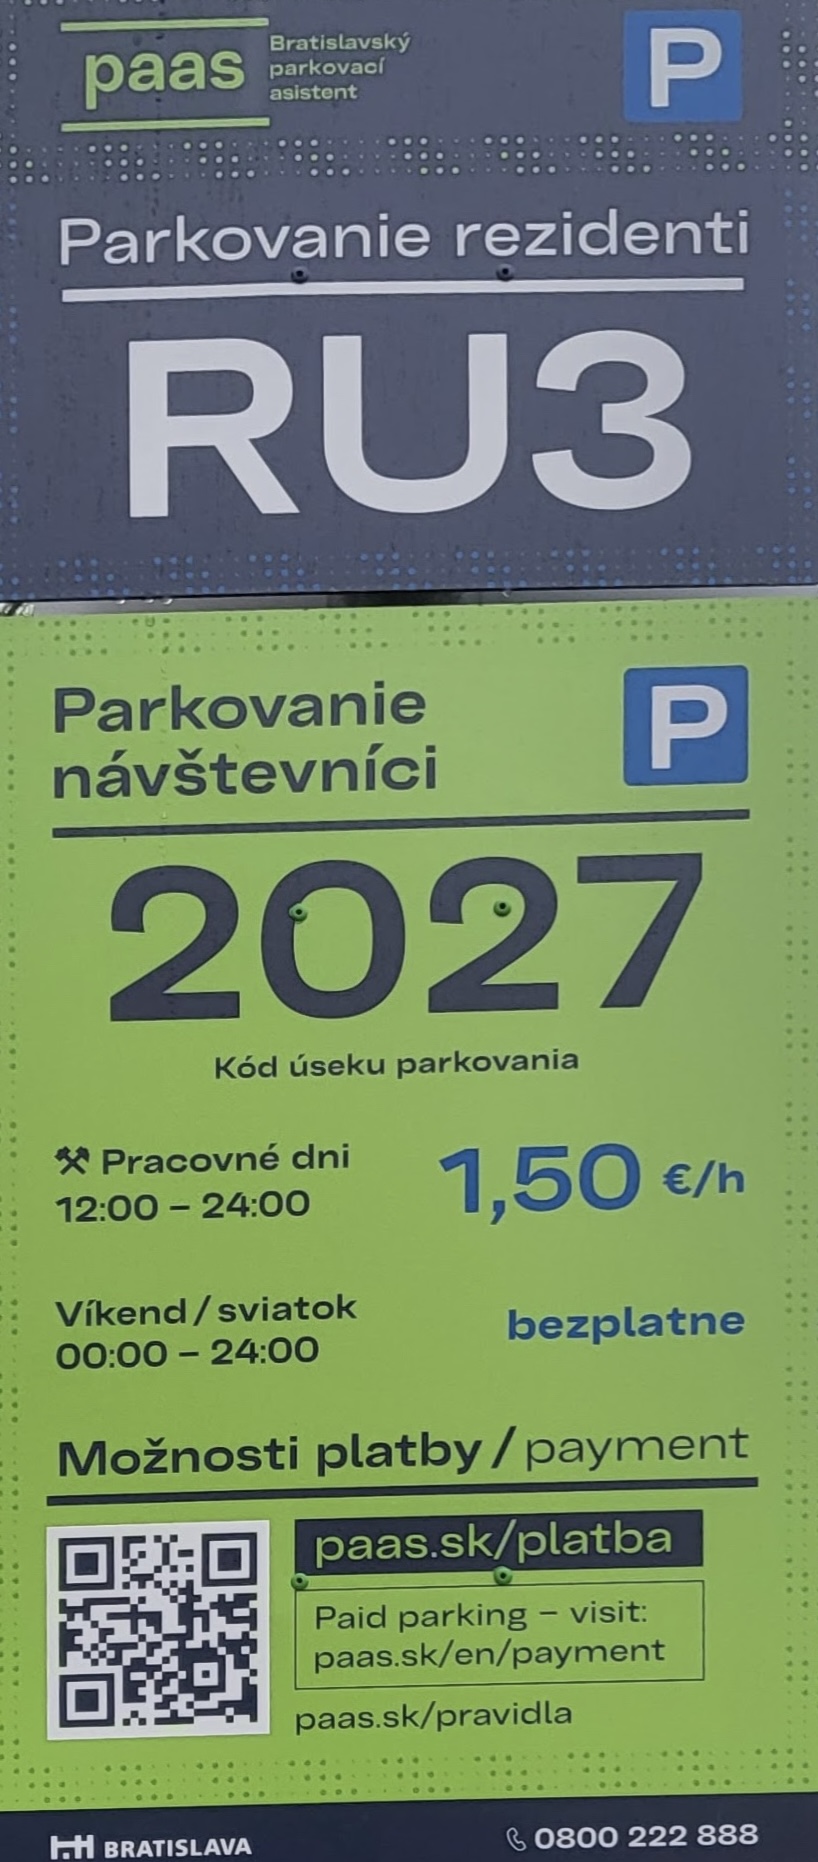 paas
Bratislavský
parkovací
asistent
P
Parkovanie rezidenti
RU3
Parkovanie
návštevníci
P
2027
Kód úseku parkovania
Pracovné dni
12:00 – 24:00
1,50 €/h
Víkend / sviatok
00:00 – 24:00
bezplatne
Možnosti platby / payment
paas.sk/platba
Paid parking – visit:
paas.sk/en/payment
paas.sk/pravidla
BRATISLAVA
0800 222 888